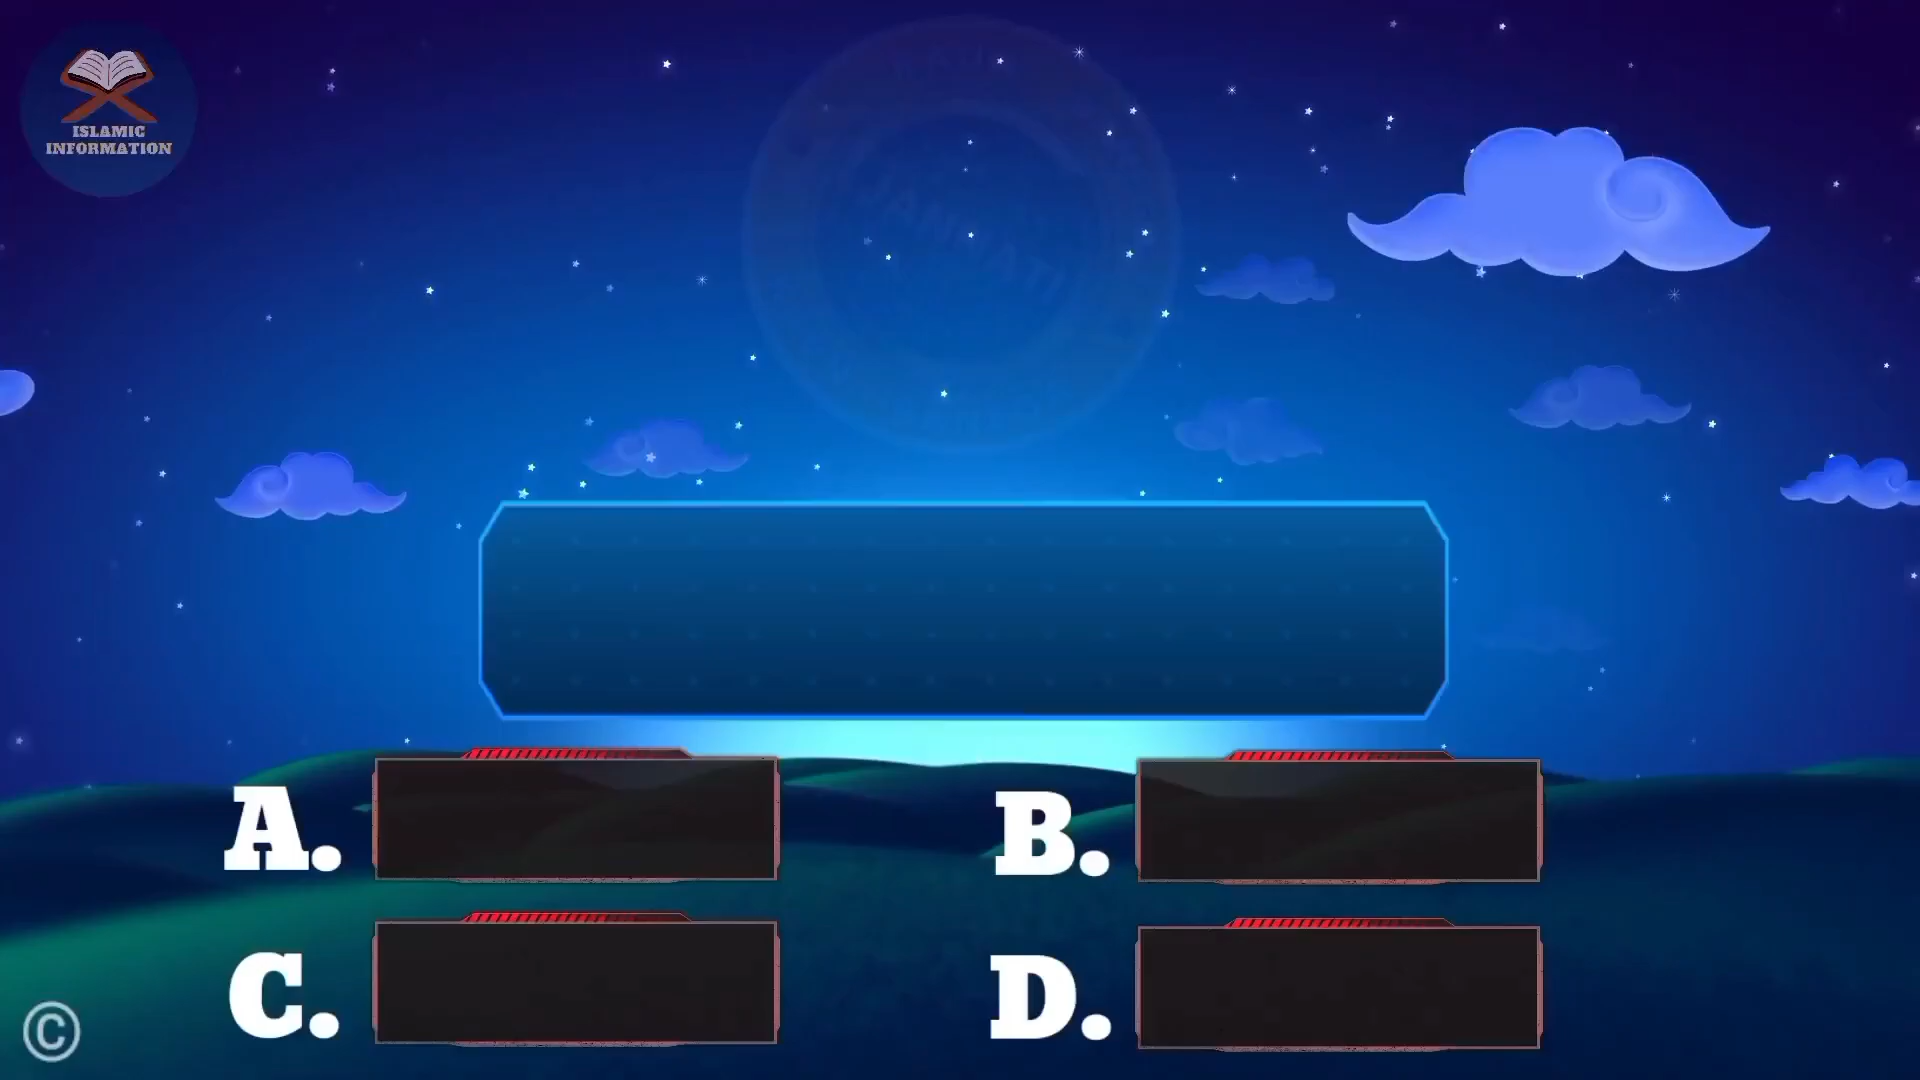 ISLAMIC
INFORMATION
A.
B.
C.
D.
©